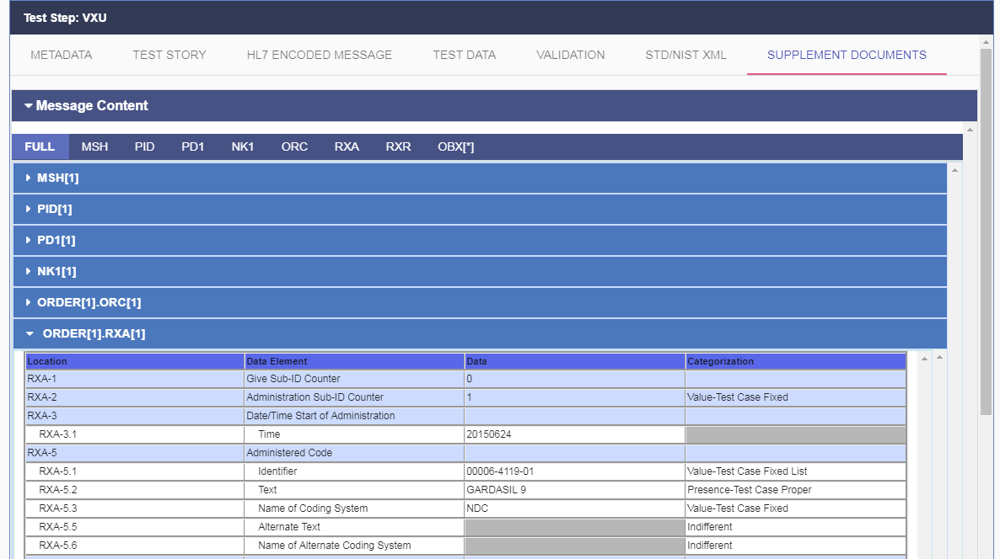 Test Step: VXU
METADATA TEST STORY HL7 ENCODED MESSAGE TEST DATA VALIDATION STD/NIST XML SUPPLEMENT DOCUMENTS
Message Content
FULL MSH PID PD1 NK1 ORC RXA RXR OBX[*]
MSH[1]
PID[1]
PD1[1]
NK1[1]
ORDER[1].ORC[1]
ORDER[1].RXA[1]
Location Data Element Data Categorization
RXA-1 Give Sub-ID Counter 0
RXA-2 Administration Sub-ID Counter 1 Value-Test Case Fixed
RXA-3 Date/Time Start of Administration
RXA-3.1 Time 20150624
RXA-5 Administered Code
RXA-5.1 Identifier 00006-4119-01 Value-Test Case Fixed List
RXA-5.2 Text GARDASIL 9 Presence-Test Case Proper
RXA-5.3 Name of Coding System NDC Value-Test Case Fixed
RXA-5.5 Alternate Text Indifferent
RXA-5.6 Name of Alternate Coding System Indifferent